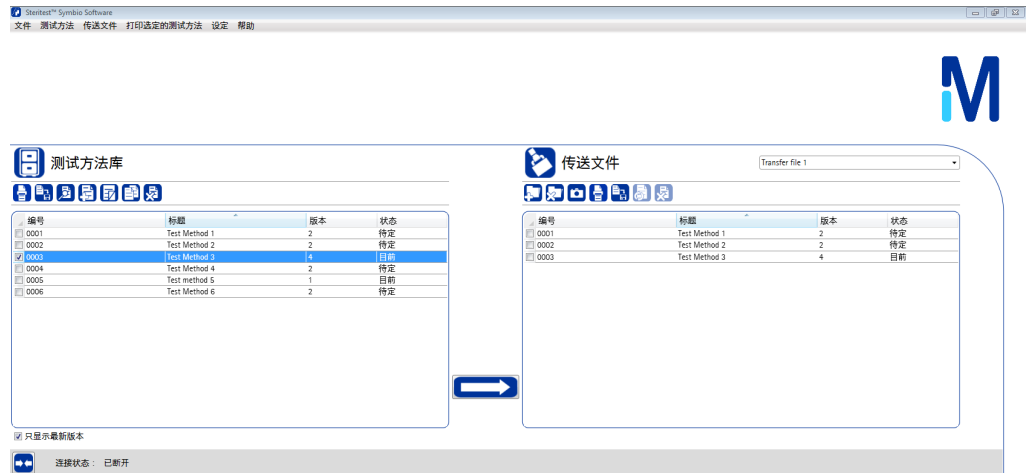 Steritest™ Symbio Software
文件 测试方法 传送文件 打印选定的测试方法 设定 帮助
M
测试方法库
传送文件 Transfer file 1
编号 标题 版本 状态
0001 Test Method 1 2 待定
0002 Test Method 2 2 待定
0003 Test Method 3 4 目前
0004 Test Method 4 2 待定
0005 Test method 5 1 目前
0006 Test Method 6 2 待定
编号 标题 版本 状态
0001 Test Method 1 2 待定
0002 Test Method 2 2 待定
0003 Test Method 3 4 目前
只显示最新版本
连接状态： 已断开